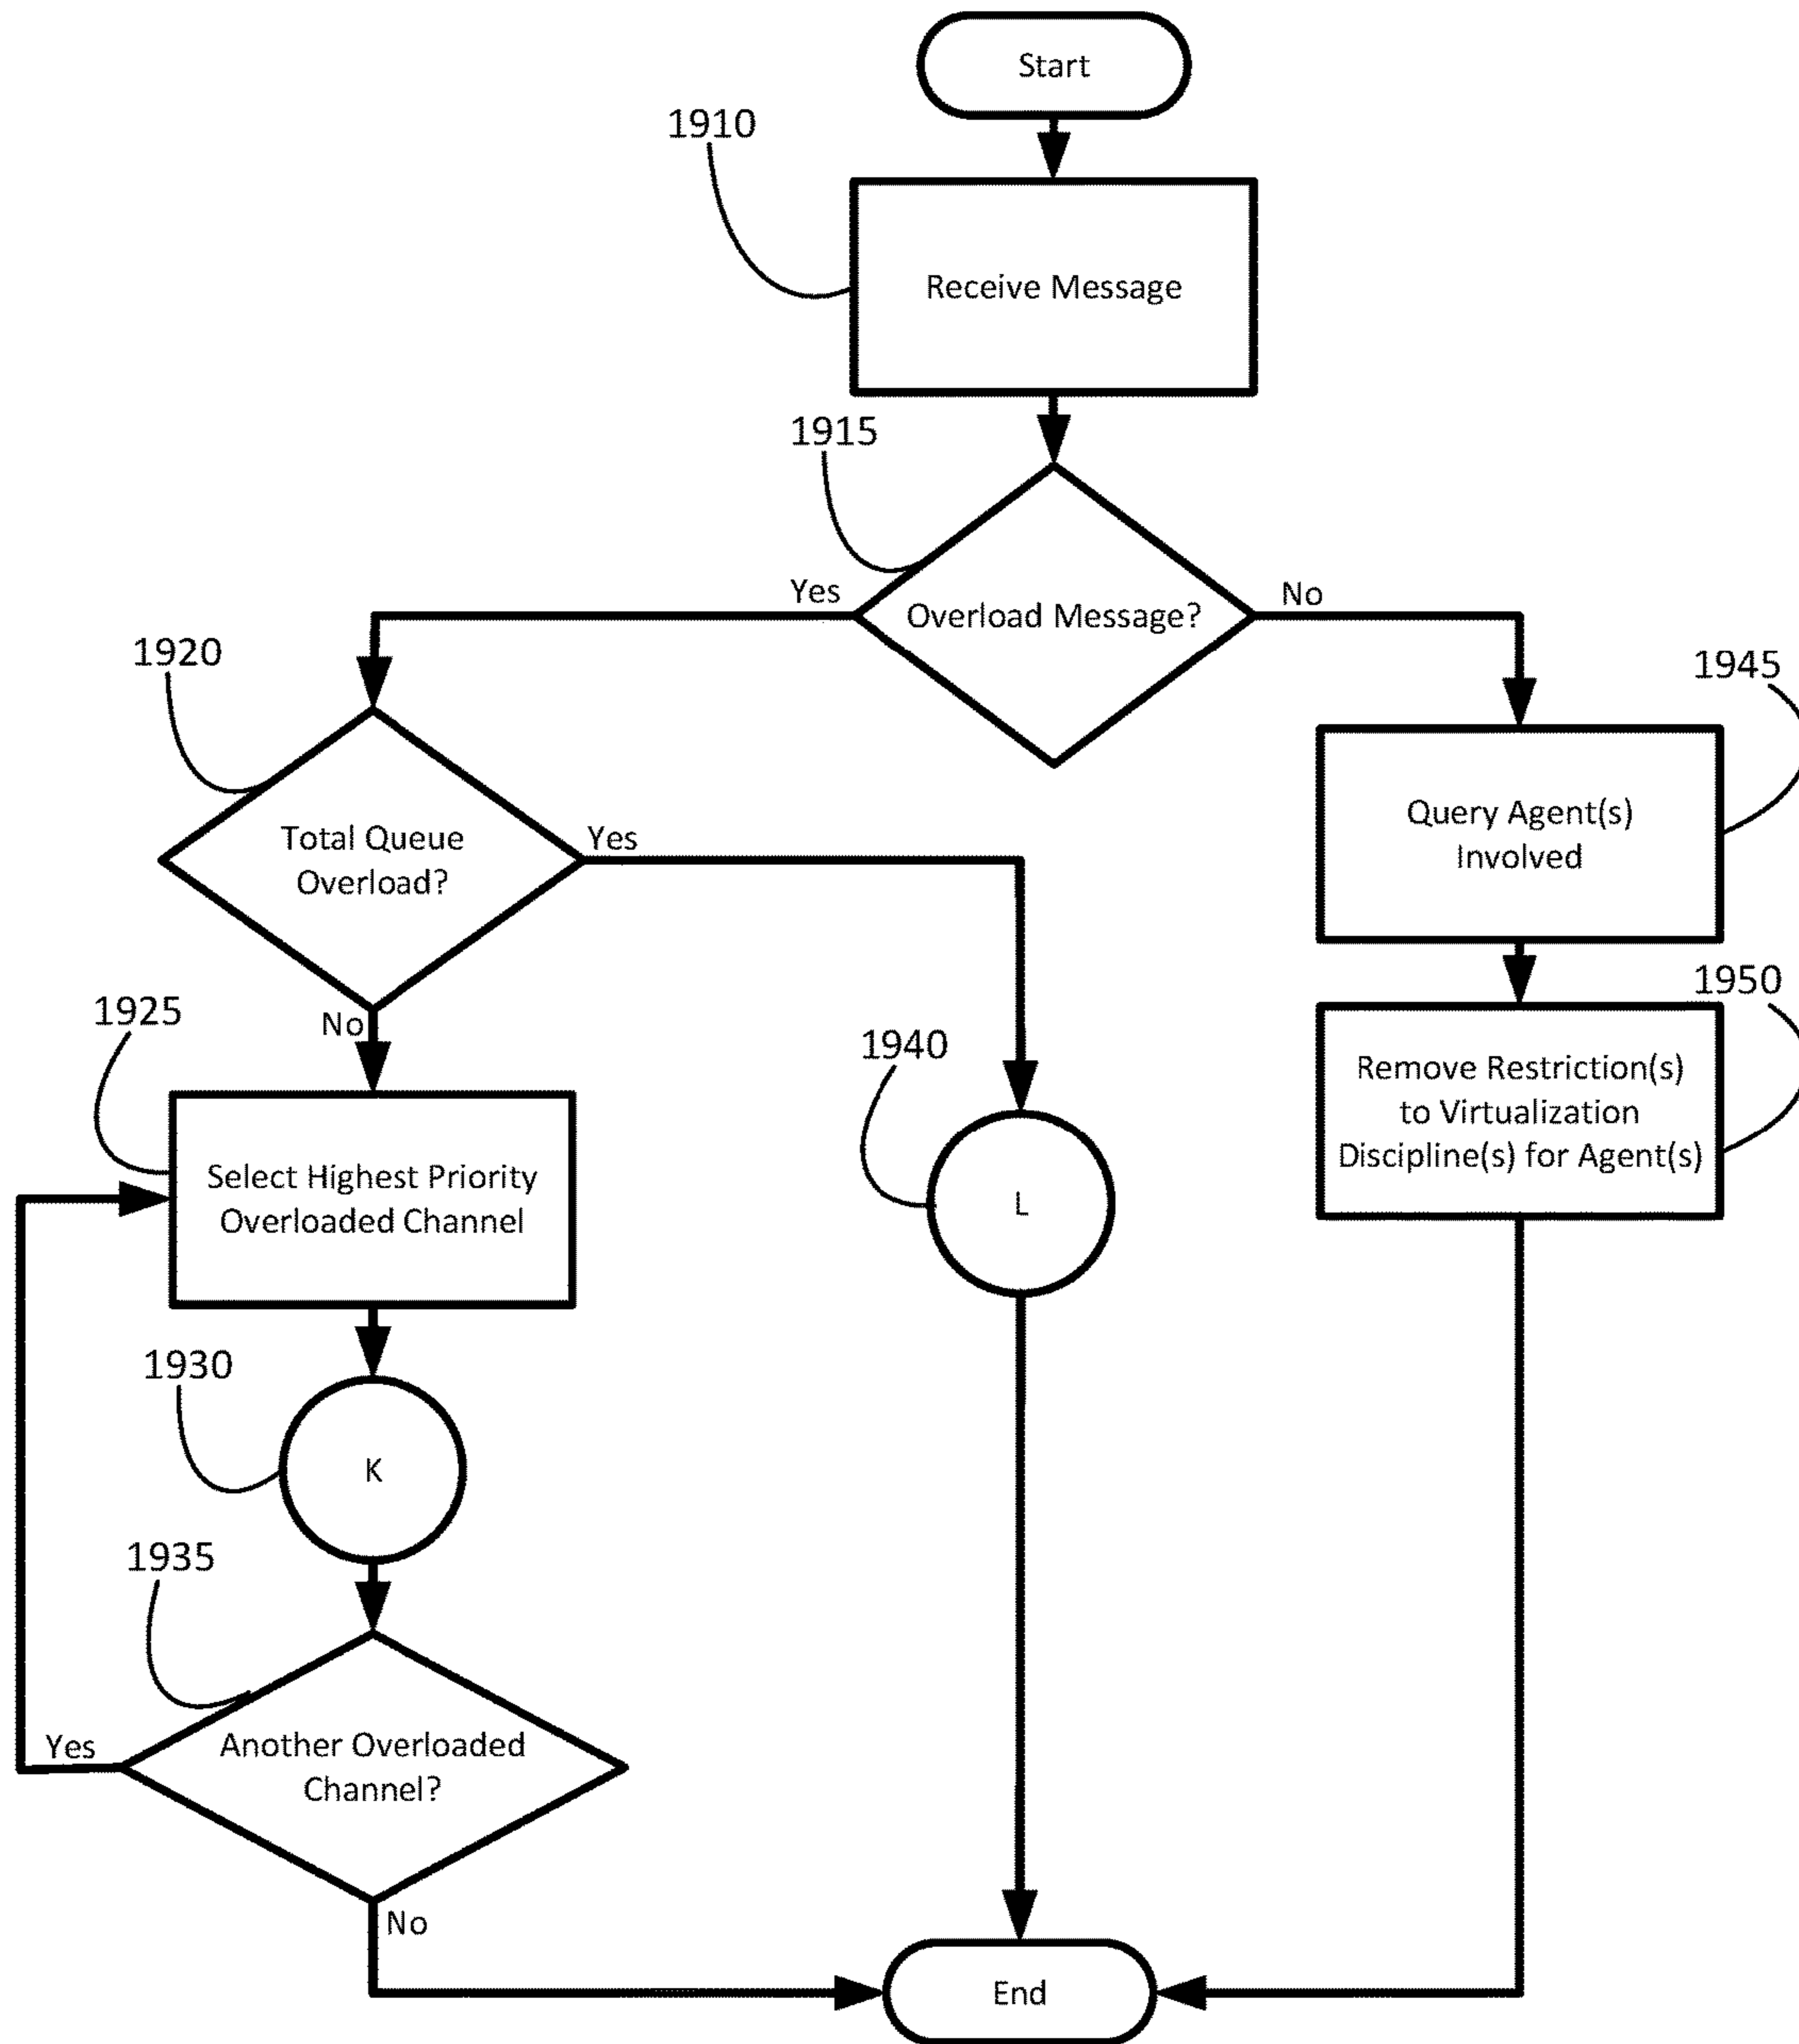 Start
1910
Receive Message
1915
Yes
Overload Message?
No
1920
1945
Total Queue
Overload?
Yes
Query Agent(s)
Involved
No
1925
1940
1950
Remove Restriction(s)
to Virtualization
Discipline(s) for Agent(s)
Select Highest Priority
Overloaded Channel
L
1930
K
1935
Yes
Another Overloaded
Channel?
No
End